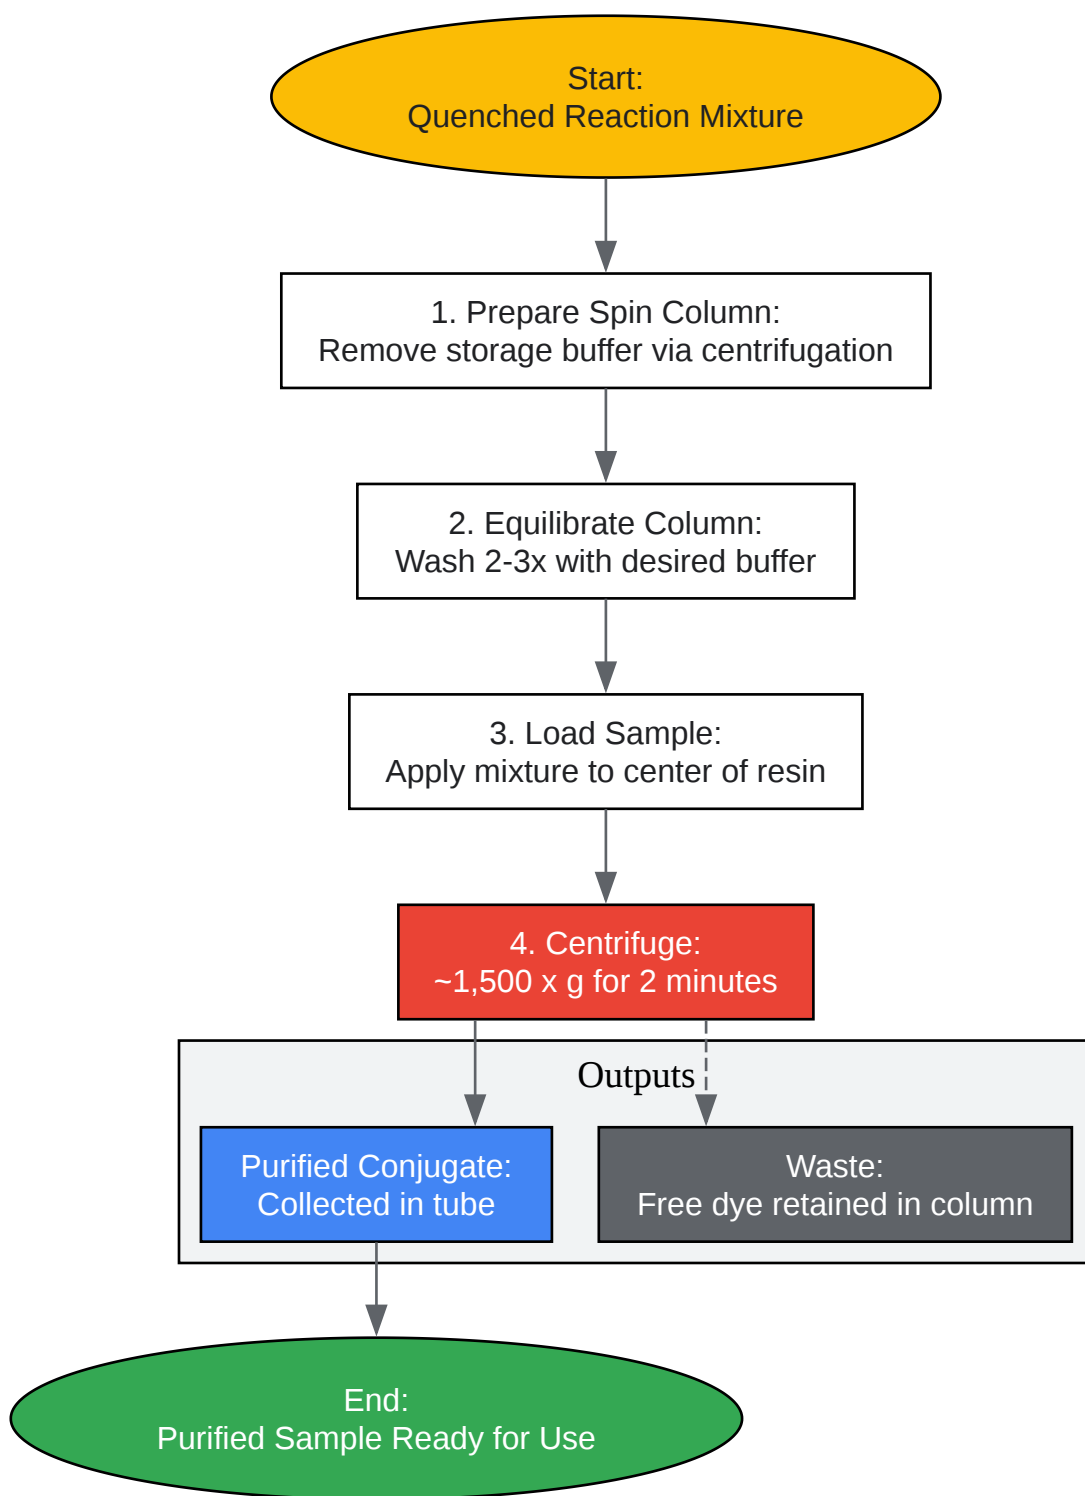 Start:
Quenched Reaction Mixture
1. Prepare Spin Column:
Remove storage buffer via centrifugation
2. Equilibrate Column:
Wash 2-3x with desired buffer
3. Load Sample:
Apply mixture to center of resin
4. Centrifuge:
~1,500 x g for 2 minutes
Outputs
Purified Conjugate:
Collected in tube
Waste:
Free dye retained in column
End:
Purified Sample Ready for Use